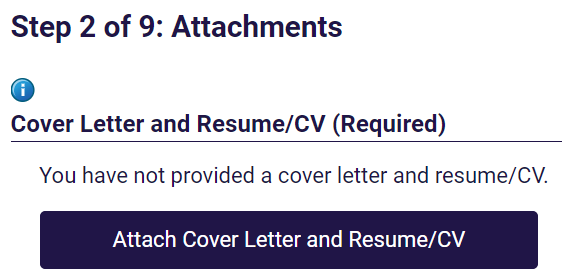 Step 2 of 9: Attachments
Cover Letter and Resume/CV (Required)
You have not provided a cover letter and resume/CV.
Attach Cover Letter and Resume/CV